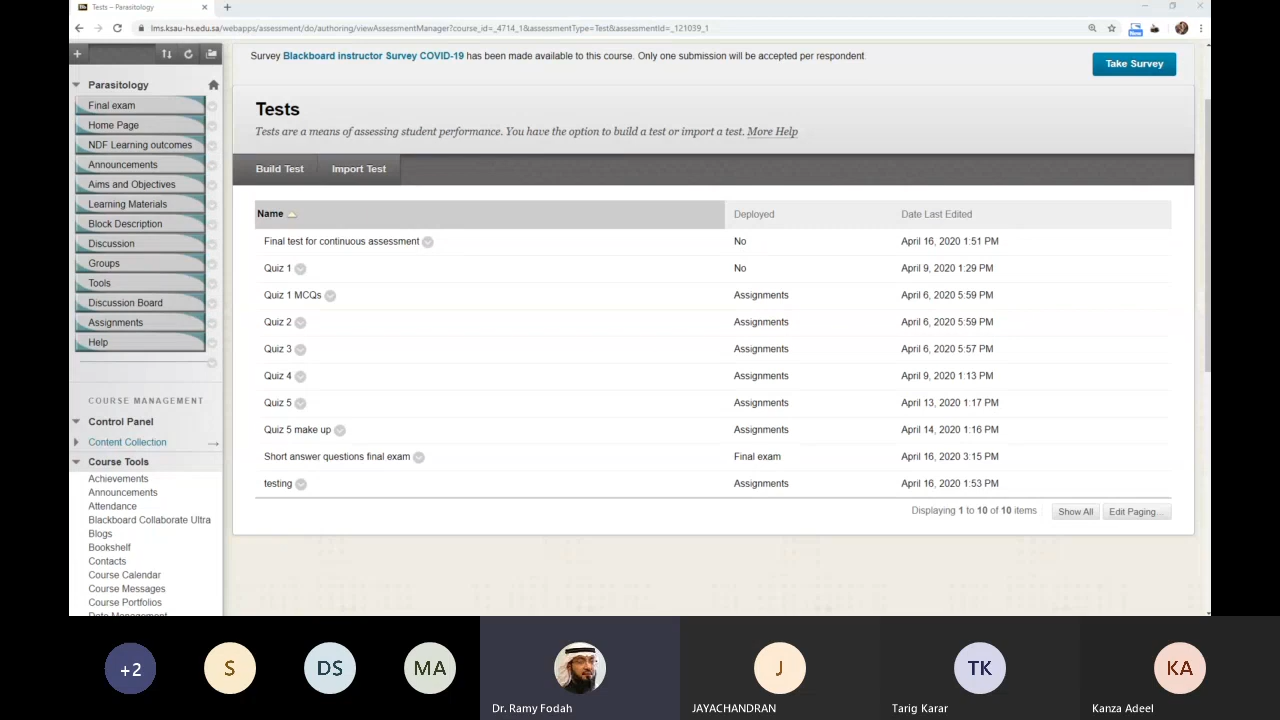 Tests – Parasitology
lms.ksau-hs.edu.sa/webapps/assessment/do/authoring/viewAssessmentManager?course_id=_4714_1&assessmentType=Test&assessmentId=_121039_1
Survey Blackboard instructor Survey COVID-19 has been made available to this course. Only one submission will be accepted per respondent
Take Survey
Parasitology
Final exam
Home Page
NDF Learning outcomes
Announcements
Aims and Objectives
Learning Materials
Block Description
Discussion
Groups
Tools
Discussion Board
Assignments
Help
COURSE MANAGEMENT
Control Panel
Content Collection
Course Tools
Achievements
Announcements
Attendance
Blackboard Collaborate Ultra
Blogs
Bookshelf
Contacts
Course Calendar
Course Messages
Course Portfolios
Tests
Tests are a means of assessing student performance. You have the option to build a test or import a test. More Help
Build Test Import Test
Name Deployed Date Last Edited
Final test for continuous assessment No April 16, 2020 1:51 PM
Quiz 1 No April 9, 2020 1:29 PM
Quiz 1 MCQs Assignments April 6, 2020 5:59 PM
Quiz 2 Assignments April 6, 2020 5:59 PM
Quiz 3 Assignments April 6, 2020 5:57 PM
Quiz 4 Assignments April 9, 2020 1:13 PM
Quiz 5 Assignments April 13, 2020 1:17 PM
Quiz 5 make up Assignments April 14, 2020 1:16 PM
Short answer questions final exam Final exam April 16, 2020 3:15 PM
testing Assignments April 16, 2020 1:53 PM
Displaying 1 to 10 of 10 items Show All Edit Paging...
+2 S DS MA J TK KA
Dr. Ramy Fodah JAYACHANDRAN Tarig Karar Kanza Adeel